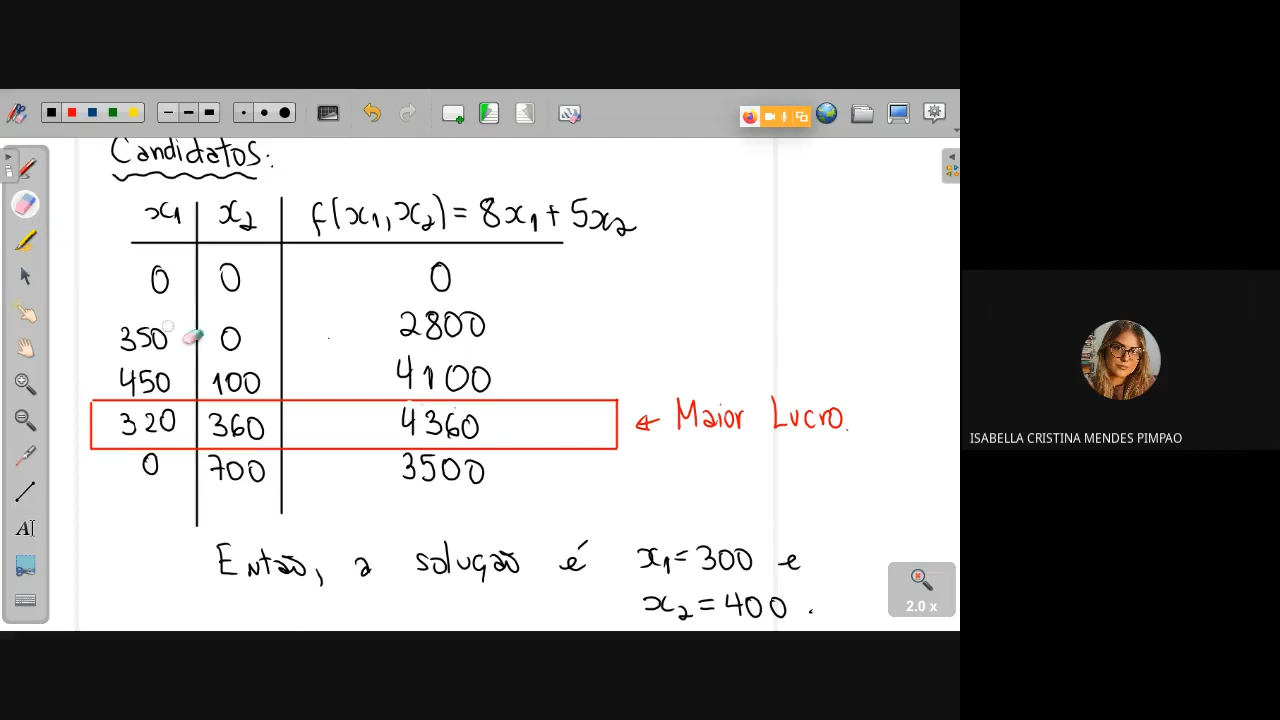 Candidatos:
x1 x2 f(x1, x2) = 8x1 + 5x2
0 0 0
350 0 2800
450 100 4100
320 360 4360 ← Maior Lucro.
0 700 3500
Então, a solução é x1 = 300 e
x2 = 400.
AI
2.0 x
ISABELLA CRISTINA MENDES PIMPAO